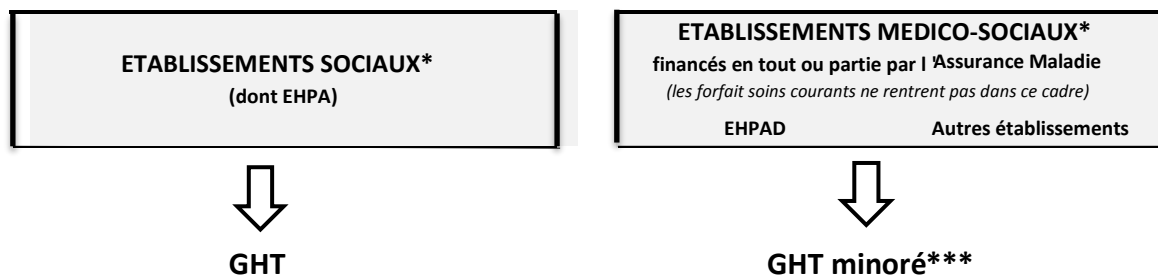 ETABLISSEMENTS SOCIAUX*
(dont EHPA)
GHT
ETABLISSEMENTS MEDICO-SOCIAUX*
financés en tout ou partie par l 'Assurance Maladie
(les forfait soins courants ne rentrent pas dans ce cadre)
EHPAD Autres établissements
GHT minoré***